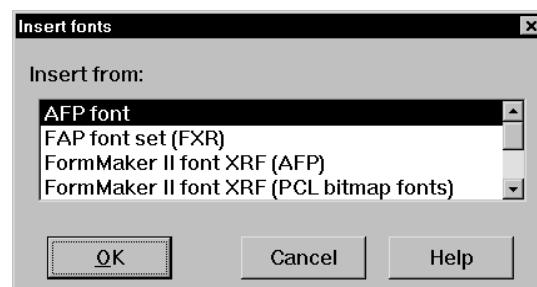 Insert fonts
Insert from:
AFP font
FAP font set (FXR)
FormMaker II font XRF (AFP)
FormMaker II font XRF (PCL bitmap fonts)
OK Cancel Help